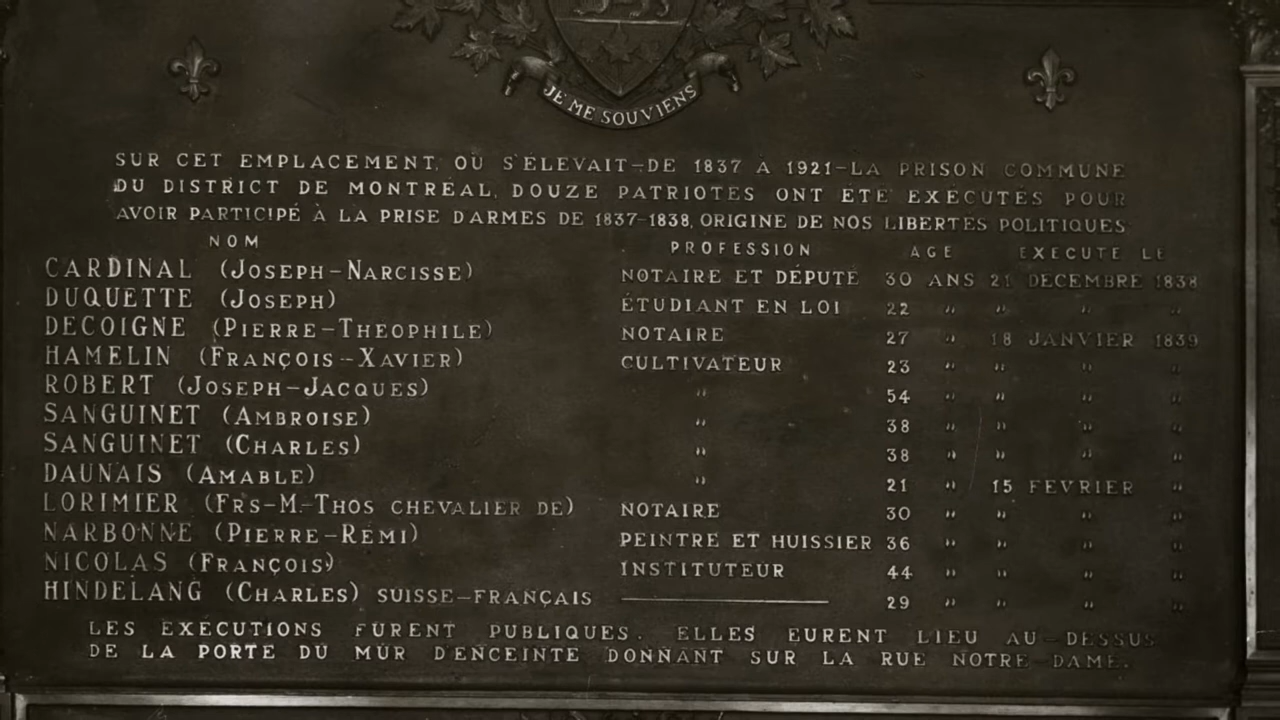 JE ME SOUVIENS
SUR CET EMPLACEMENT, OÙ S'ÉLEVAIT-DE 1837 À 1921-LA PRISON COMMUNE
DU DISTRICT DE MONTRÉAL, DOUZE PATRIOTES ONT ÉTÉ EXÉCUTÉS POUR
AVOIR PARTICIPÉ À LA PRISE D'ARMES DE 1837-1838, ORIGINE DE NOS LIBERTÉS POLITIQUES
NOM PROFESSION AGE EXÉCUTÉ LE
CARDINAL (JOSEPH-NARCISSE) NOTAIRE ET DÉPUTÉ 30 ANS 21 DECEMBRE 1838
DUQUETTE (JOSEPH) ÉTUDIANT EN LOI 22 " " " "
DECOIGNE (PIERRE-THEOPHILE) NOTAIRE 27 " 18 JANVIER 1839
HAMELIN (FRANÇOIS-XAVIER) CULTIVATEUR 23 " " " "
ROBERT (JOSEPH-JACQUES) " 54 " " " "
SANGUINET (AMBROISE) " 38 " " " "
SANGUINET (CHARLES) " 38 " " " "
DAUNAIS (AMABLE) " 21 " 15 FEVRIER "
LORIMIER (FRS-M-THOS CHEVALIER DE) NOTAIRE 30 " " " "
NARBONNE (PIERRE-RÉMI) PEINTRE ET HUISSIER 36 " " " "
NICOLAS (FRANÇOIS) INSTITUTEUR 44 " " " "
HINDELANG (CHARLES) SUISSE-FRANÇAIS — 29 " " " "
LES EXÉCUTIONS FURENT PUBLIQUES. ELLES EURENT LIEU AU-DESSUS
DE LA PORTE DU MUR D'ENCEINTE DONNANT SUR LA RUE NOTRE-DAME.